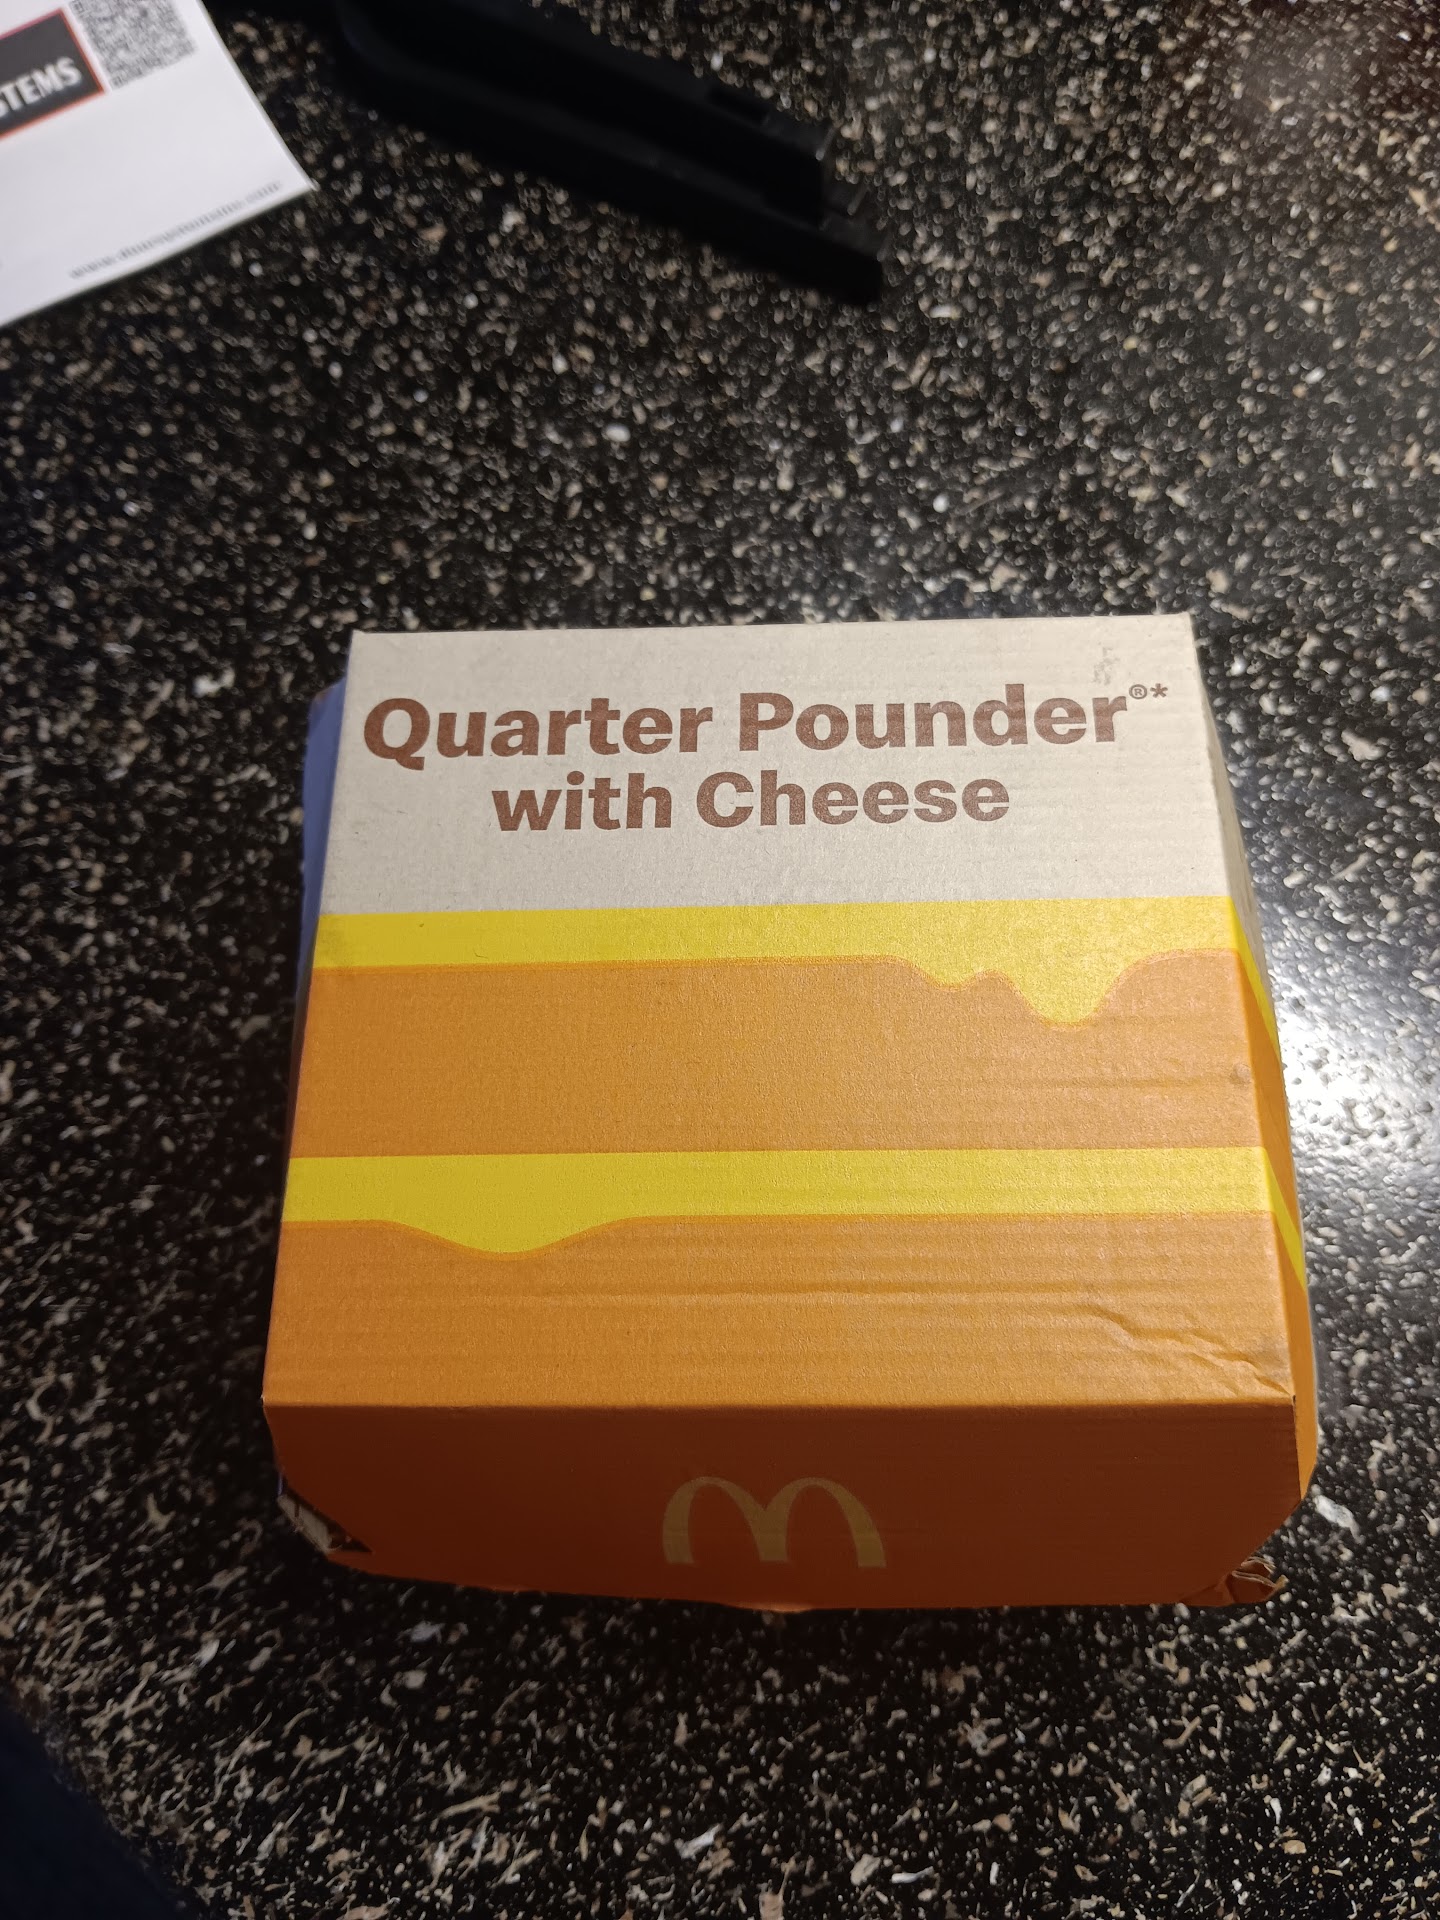 STEMS
Quarter Pounder®*
with Cheese